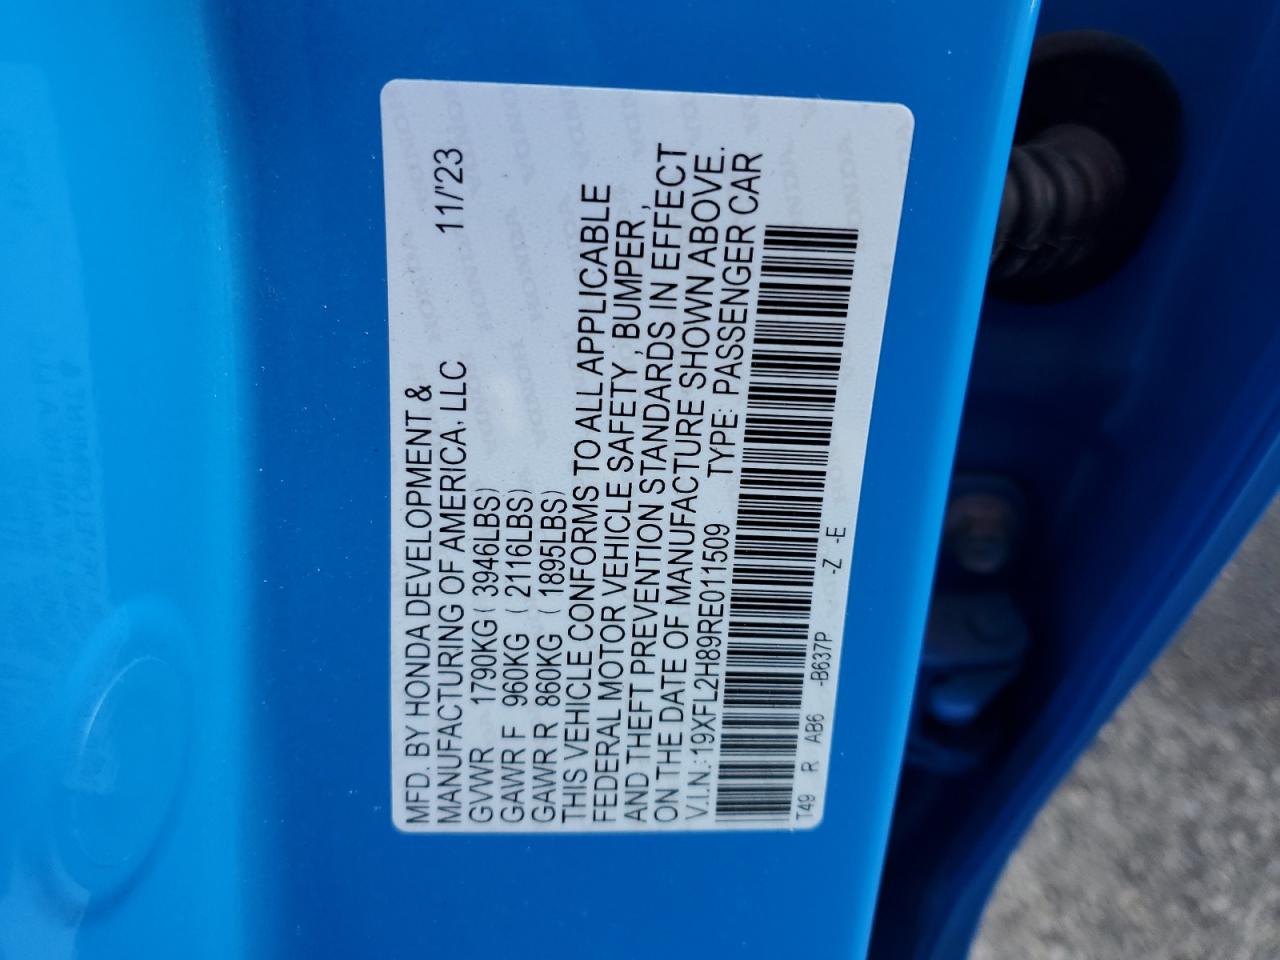 MFD. BY HONDA DEVELOPMENT &
MANUFACTURING OF AMERICA, LLC 11/'23
GVWR 1790KG ( 3946LBS)
GAWR F 960KG ( 2116LBS)
GAWR R 860KG ( 1895LBS)
THIS VEHICLE CONFORMS TO ALL APPLICABLE
FEDERAL MOTOR VEHICLE SAFETY, BUMPER,
AND THEFT PREVENTION STANDARDS IN EFFECT
ON THE DATE OF MANUFACTURE SHOWN ABOVE.
V.I.N.:19XFL2H89RE011509 TYPE: PASSENGER CAR
T49 R AB6 -B637P -Z -E